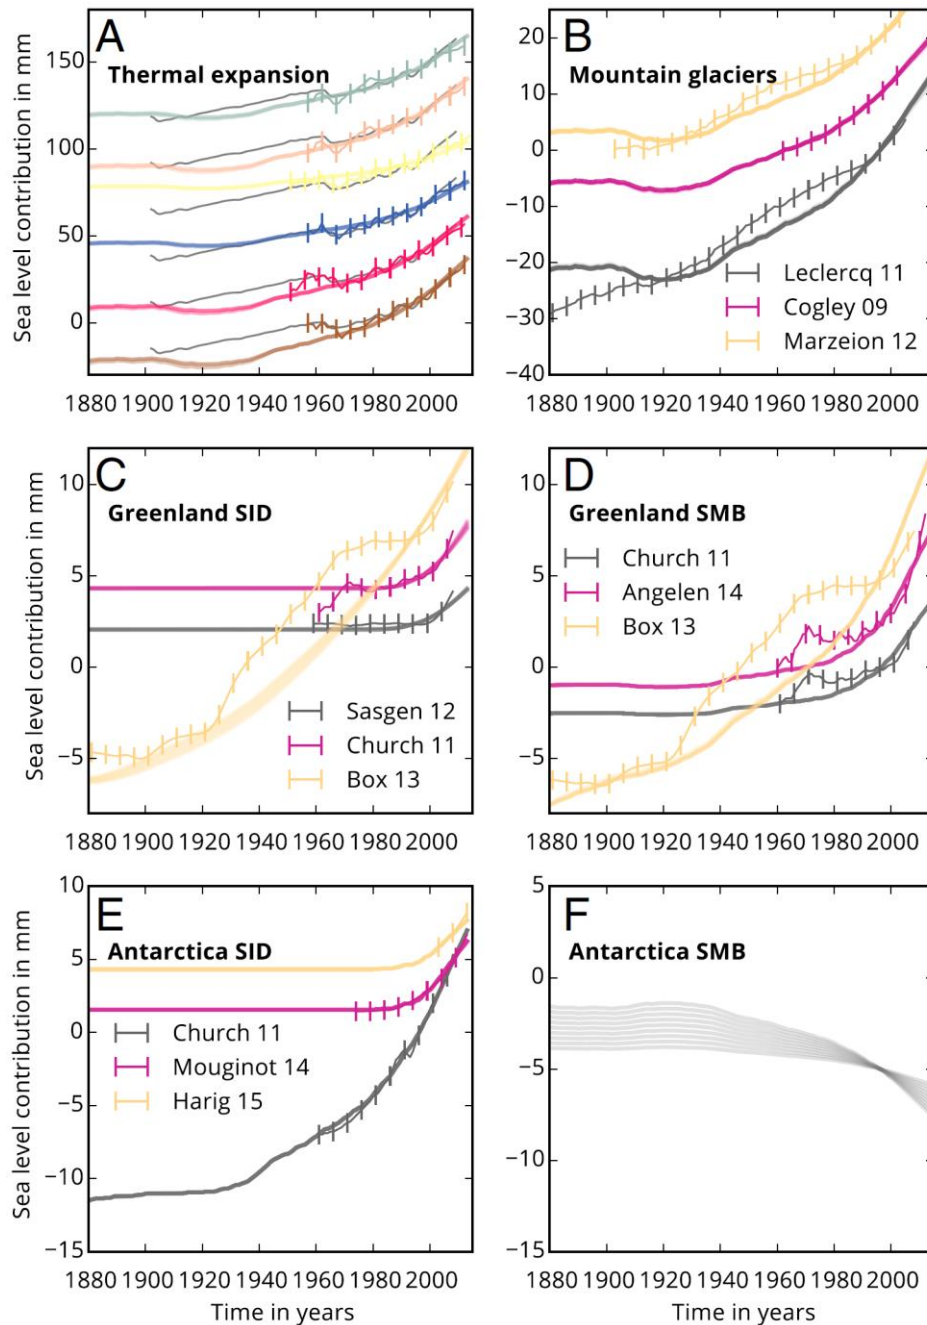 A
Thermal expansion
Sea level contribution in mm
150
100
50
0
1880 1900 1920 1940 1960 1980 2000
B
Mountain glaciers
20
10
0
−10
−20
−30
−40
Leclercq 11
Cogley 09
Marzeion 12
1880 1900 1920 1940 1960 1980 2000
C
Greenland SID
Sea level contribution in mm
10
5
0
−5
Sasgen 12
Church 11
Box 13
1880 1900 1920 1940 1960 1980 2000
D
Greenland SMB
10
5
0
−5
Church 11
Angelen 14
Box 13
1880 1900 1920 1940 1960 1980 2000
E
Antarctica SID
Sea level contribution in mm
10
5
0
−5
−10
−15
Church 11
Mouginot 14
Harig 15
1880 1900 1920 1940 1960 1980 2000
Time in years
F
Antarctica SMB
5
0
−5
−10
−15
1880 1900 1920 1940 1960 1980 2000
Time in years